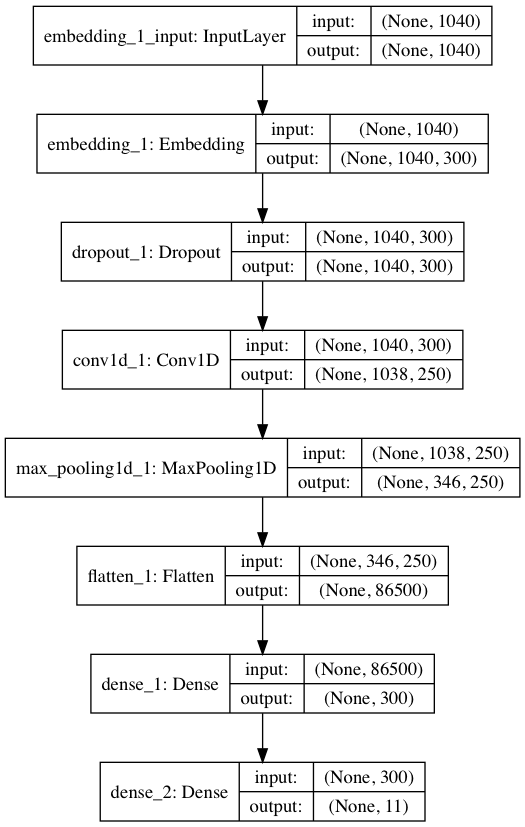 embedding_1_input: InputLayer
input: (None, 1040)
output: (None, 1040)
embedding_1: Embedding
input: (None, 1040)
output: (None, 1040, 300)
dropout_1: Dropout
input: (None, 1040, 300)
output: (None, 1040, 300)
conv1d_1: Conv1D
input: (None, 1040, 300)
output: (None, 1038, 250)
max_pooling1d_1: MaxPooling1D
input: (None, 1038, 250)
output: (None, 346, 250)
flatten_1: Flatten
input: (None, 346, 250)
output: (None, 86500)
dense_1: Dense
input: (None, 86500)
output: (None, 300)
dense_2: Dense
input: (None, 300)
output: (None, 11)